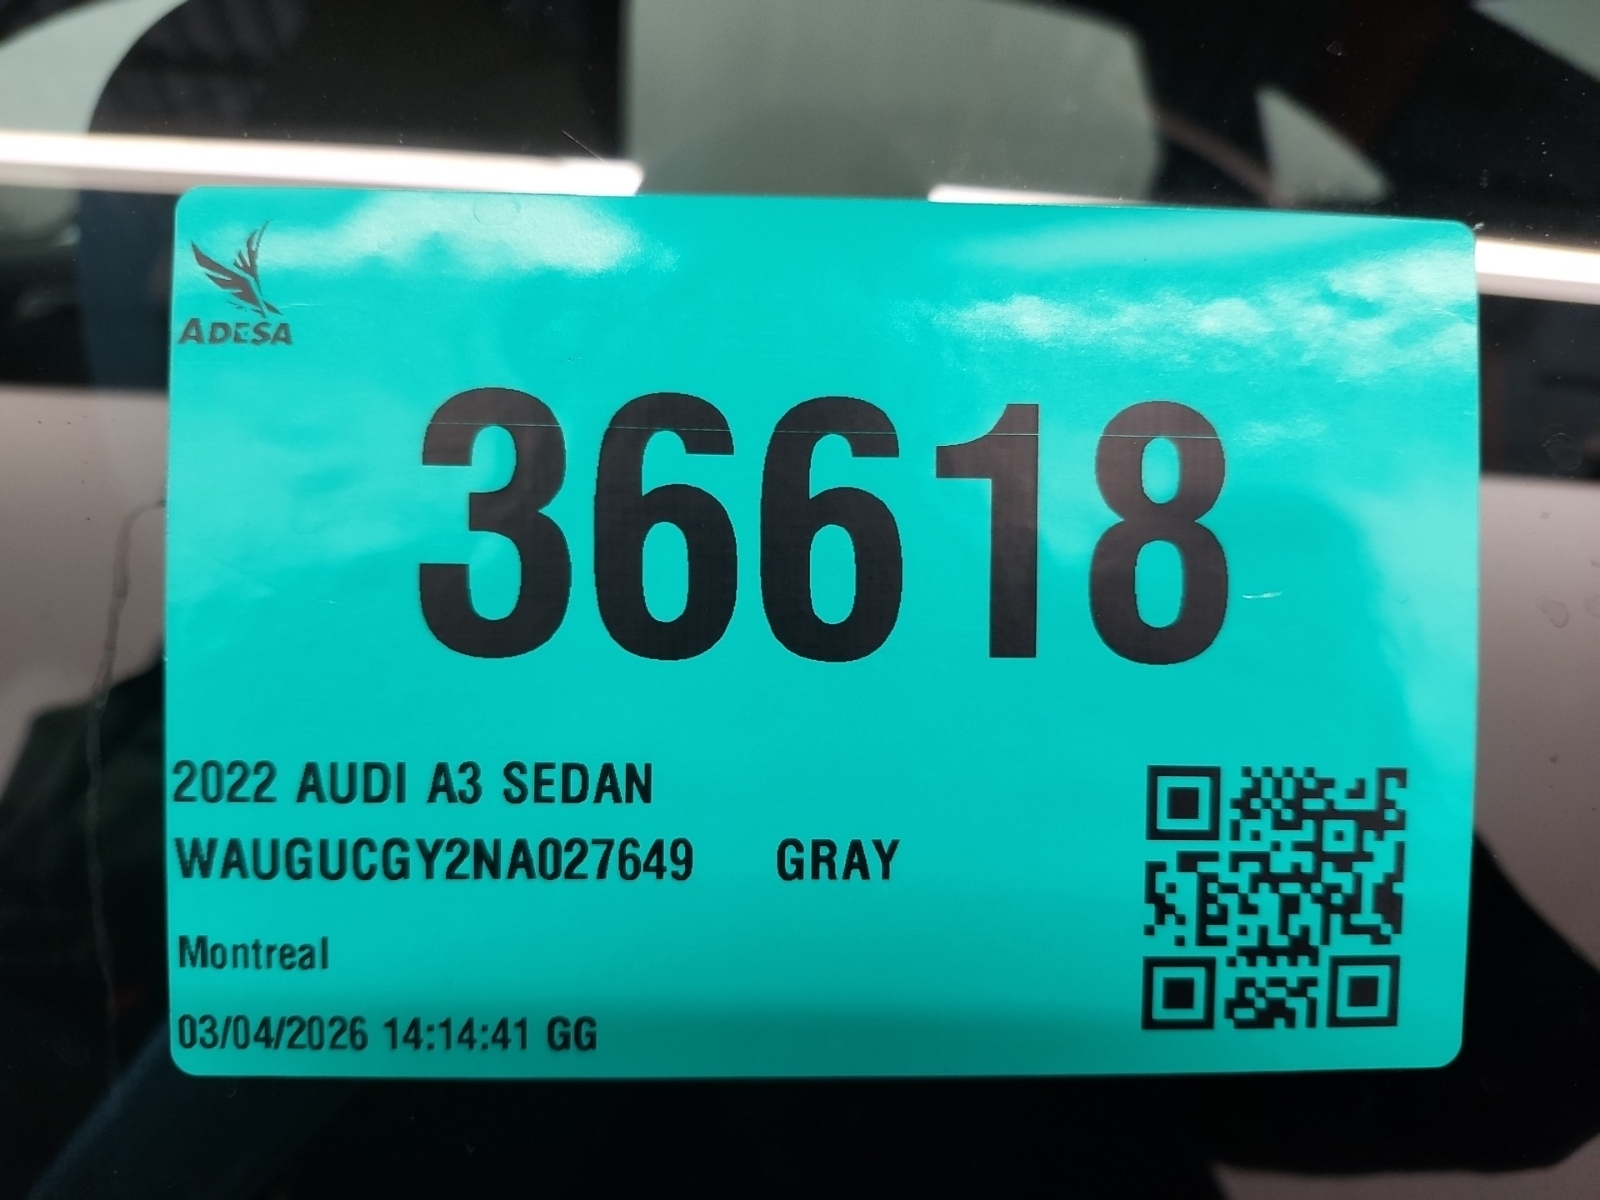 ADESA
36618
2022 AUDI A3 SEDAN
WAUGUCGY2NA027649 GRAY
Montreal
03/04/2026 14:14:41 GG